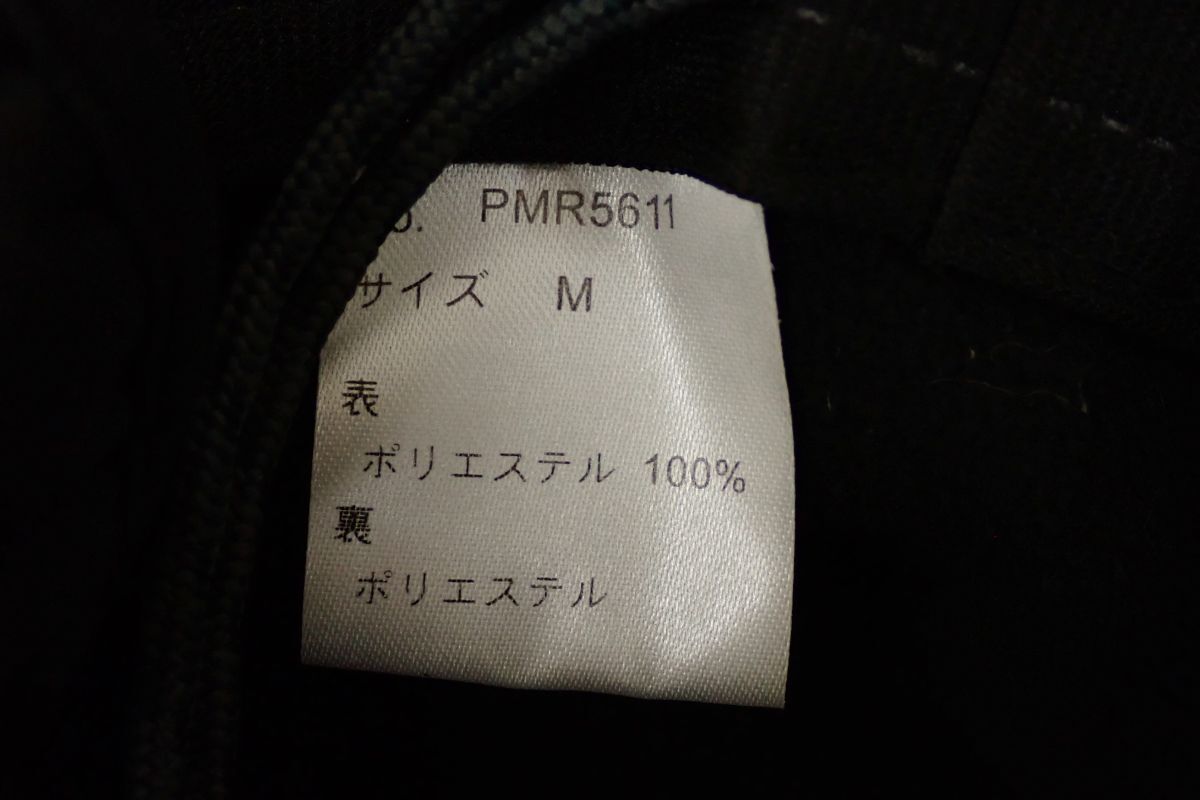 PMR5611
サイズ M
表
ポリエステル 100%
裏
ポリエステル